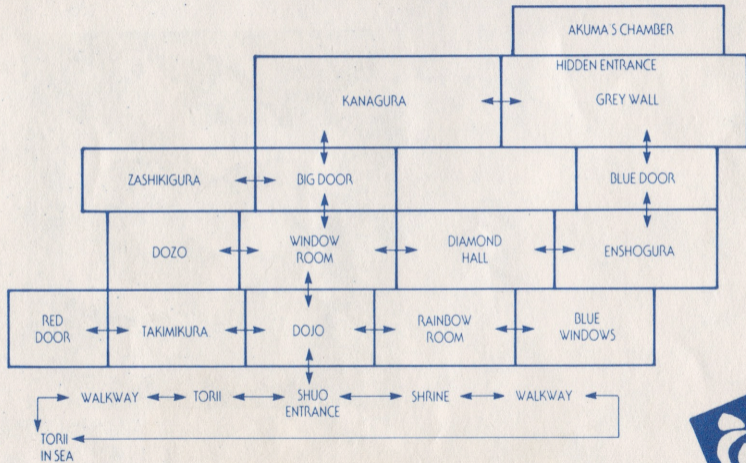 AKUMA'S CHAMBER
HIDDEN ENTRANCE
KANAGURA
GREY WALL
ZASHIKIGURA
BIG DOOR
BLUE DOOR
DOZO
WINDOW
ROOM
DIAMOND
HALL
ENSHOGURA
RED
DOOR
TAKIMIKURA
DOJO
RAINBOW
ROOM
BLUE
WINDOWS
WALKWAY
TORII
SHUO
ENTRANCE
SHRINE
WALKWAY
TORII
IN SEA